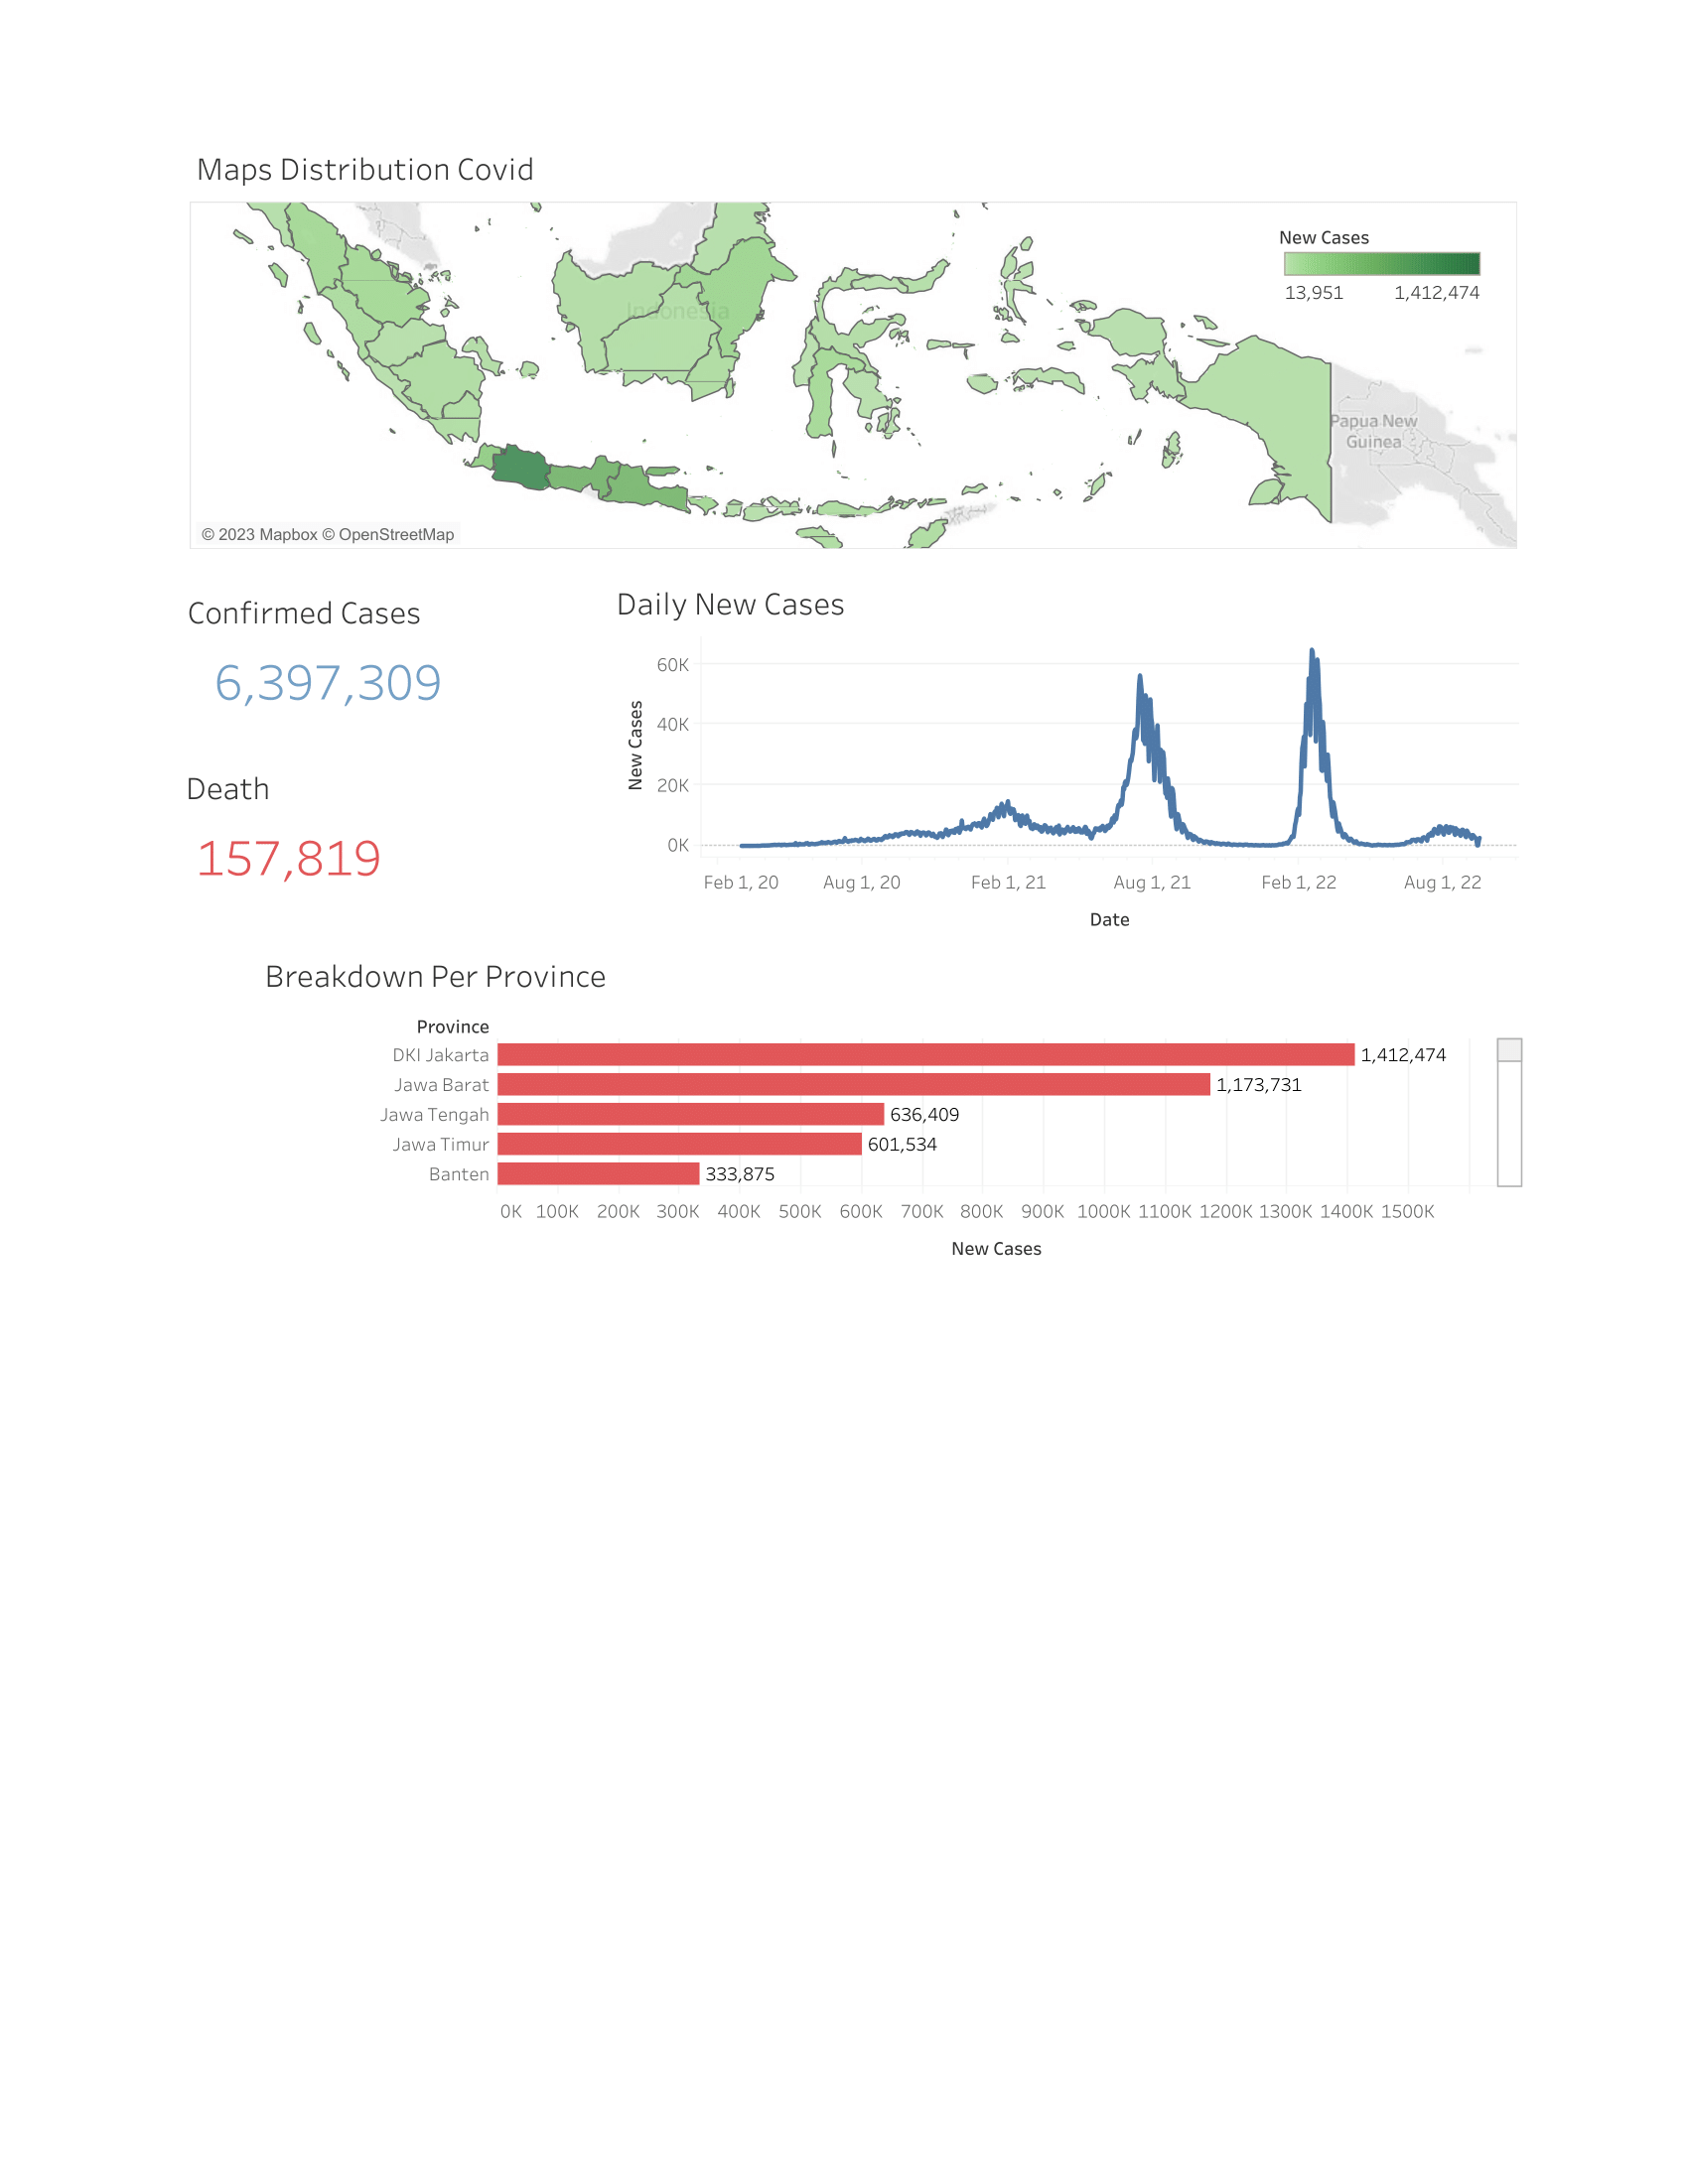 Maps Distribution Covid
New Cases
13,951 1,412,474
Indonesia
Papua New
Guinea
© 2023 Mapbox © OpenStreetMap
Confirmed Cases
6,397,309
Death
157,819
Daily New Cases
New Cases
60K
40K
20K
0K
Feb 1, 20 Aug 1, 20 Feb 1, 21 Aug 1, 21 Feb 1, 22 Aug 1, 22
Date
Breakdown Per Province
Province
DKI Jakarta 1,412,474
Jawa Barat 1,173,731
Jawa Tengah 636,409
Jawa Timur 601,534
Banten 333,875
0K 100K 200K 300K 400K 500K 600K 700K 800K 900K 1000K 1100K 1200K 1300K 1400K 1500K
New Cases